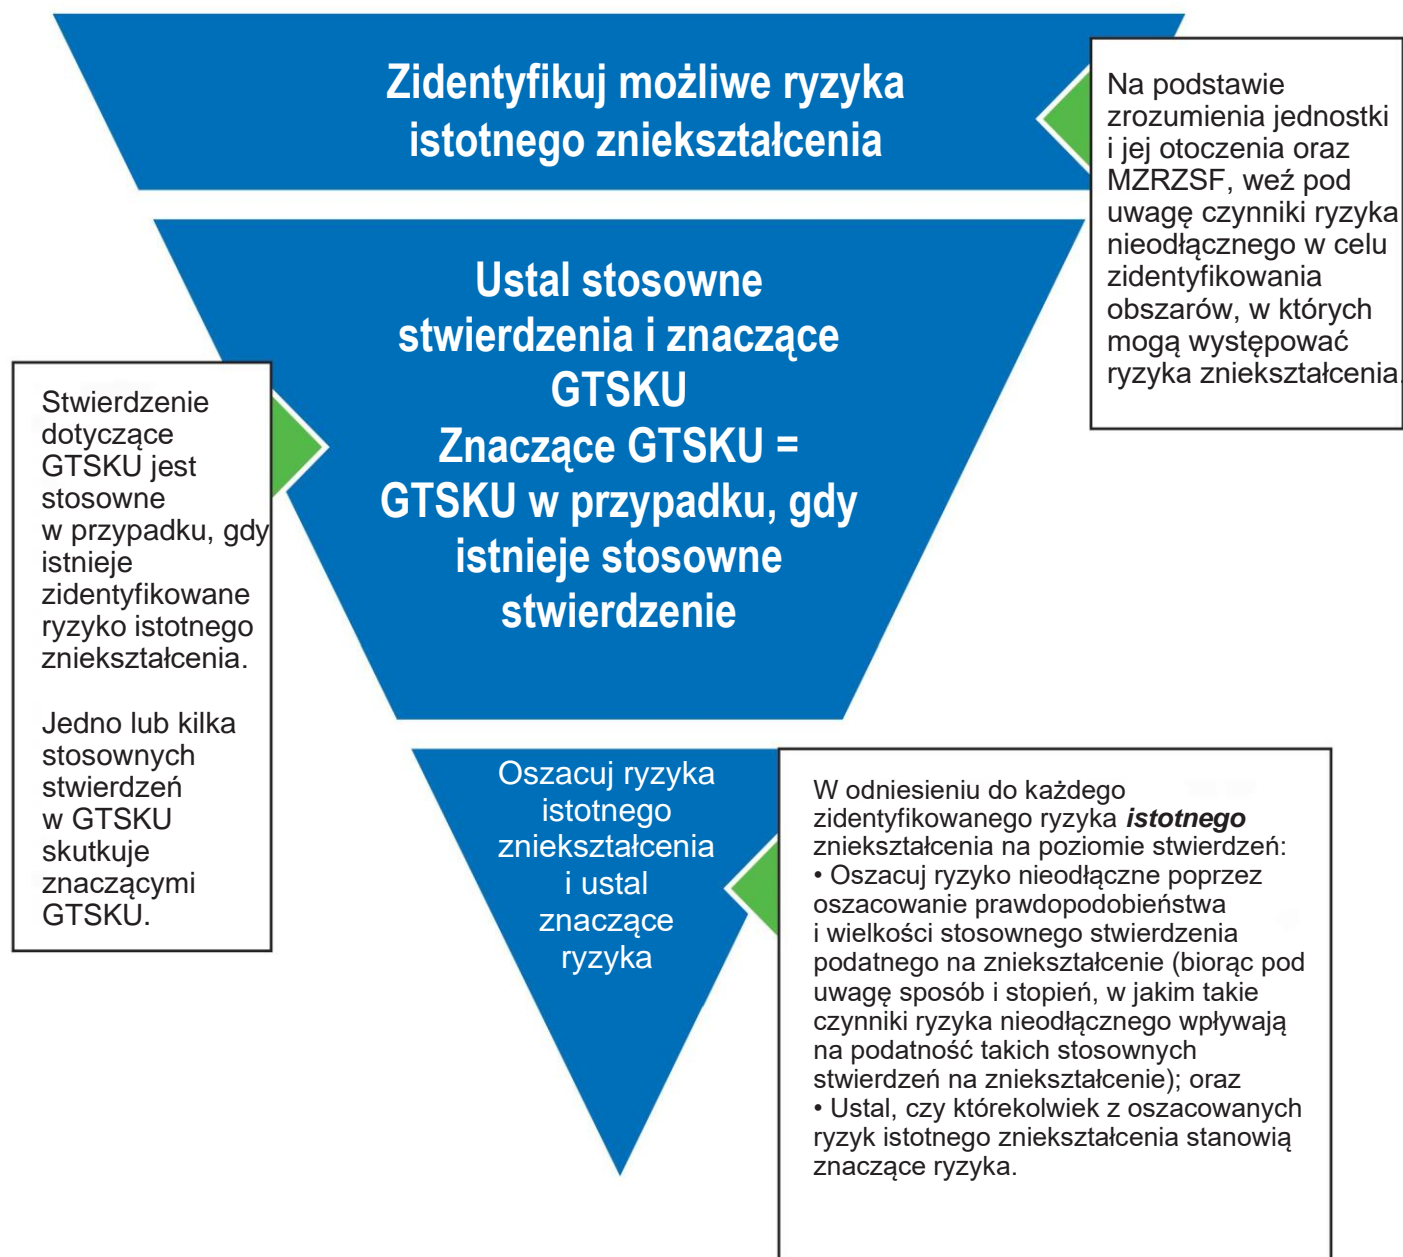 Zidentyfikuj możliwe ryzyka
istotnego zniekształcenia
Na podstawie
zrozumienia jednostki
i jej otoczenia oraz
MZRZSF, weź pod
uwagę czynniki ryzyka
nieodłącznego w celu
zidentyfikowania
obszarów, w których
mogą występować
ryzyka zniekształcenia.
Ustal stosowne
stwierdzenia i znaczące
GTSKU
Znaczące GTSKU =
GTSKU w przypadku, gdy
istnieje stosowne
stwierdzenie
Stwierdzenie
dotyczące
GTSKU jest
stosowne
w przypadku, gdy
istnieje
zidentyfikowane
ryzyko istotnego
zniekształcenia.
Jedno lub kilka
stosownych
stwierdzeń
w GTSKU
skutkuje
znaczącymi
GTSKU.
Oszacuj ryzyka
istotnego
zniekształcenia
i ustal
znaczące
ryzyka
W odniesieniu do każdego
zidentyfikowanego ryzyka istotnego
zniekształcenia na poziomie stwierdzeń:
• Oszacuj ryzyko nieodłączne poprzez
oszacowanie prawdopodobieństwa
i wielkości stosownego stwierdzenia
podatnego na zniekształcenie (biorąc pod
uwagę sposób i stopień, w jakim takie
czynniki ryzyka nieodłącznego wpływają
na podatność takich stosownych
stwierdzeń na zniekształcenie); oraz
• Ustal, czy którekolwiek z oszacowanych
ryzyk istotnego zniekształcenia stanowią
znaczące ryzyka.